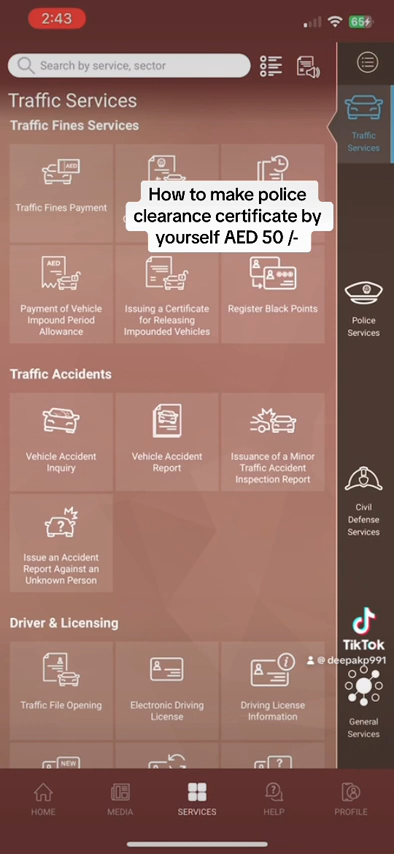 2:43
65
Search by service, sector
Traffic Services
Traffic Fines Services
Traffic Fines Payment
How to make police
clearance certificate by
yourself AED 50 /-
AED
Payment of Vehicle
Impound Period
Allowance
Issuing a Certificate
for Releasing
Impounded Vehicles
Register Black Points
Traffic Accidents
Vehicle Accident
Inquiry
Vehicle Accident
Report
Issuance of a Minor
Traffic Accident
Inspection Report
Issue an Accident
Report Against an
Unknown Person
Driver & Licensing
Traffic File Opening
Electronic Driving
License
Driving License
Information
NEW
Traffic
Services
Police
Services
Civil
Defense
Services
TikTok
@deepakp991
General
Services
HOME
MEDIA
SERVICES
HELP
PROFILE